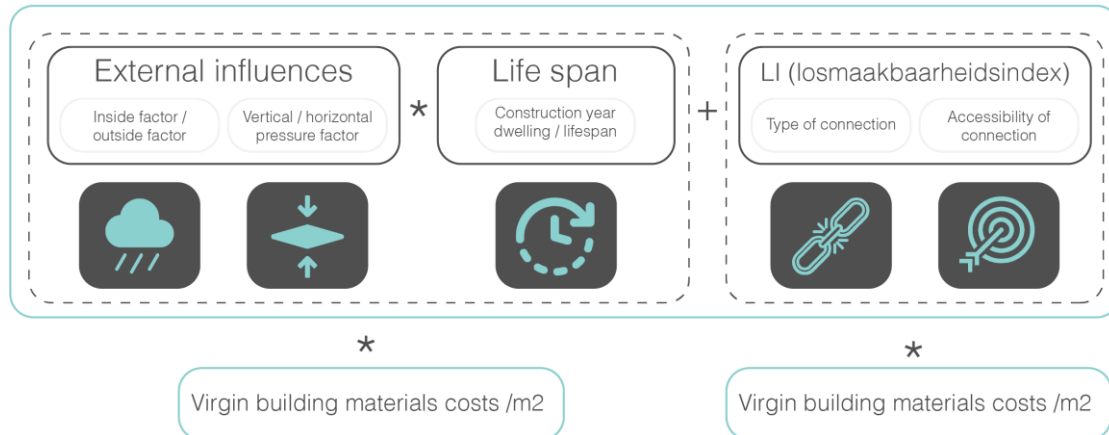 External influences
Inside factor /
outside factor
Vertical / horizontal
pressure factor
*
Life span
Construction year
dwelling / lifespan
+
LI (losmaakbaarheidsindex)
Type of connection
Accessibility of
connection
*
Virgin building materials costs /m2
*
Virgin building materials costs /m2